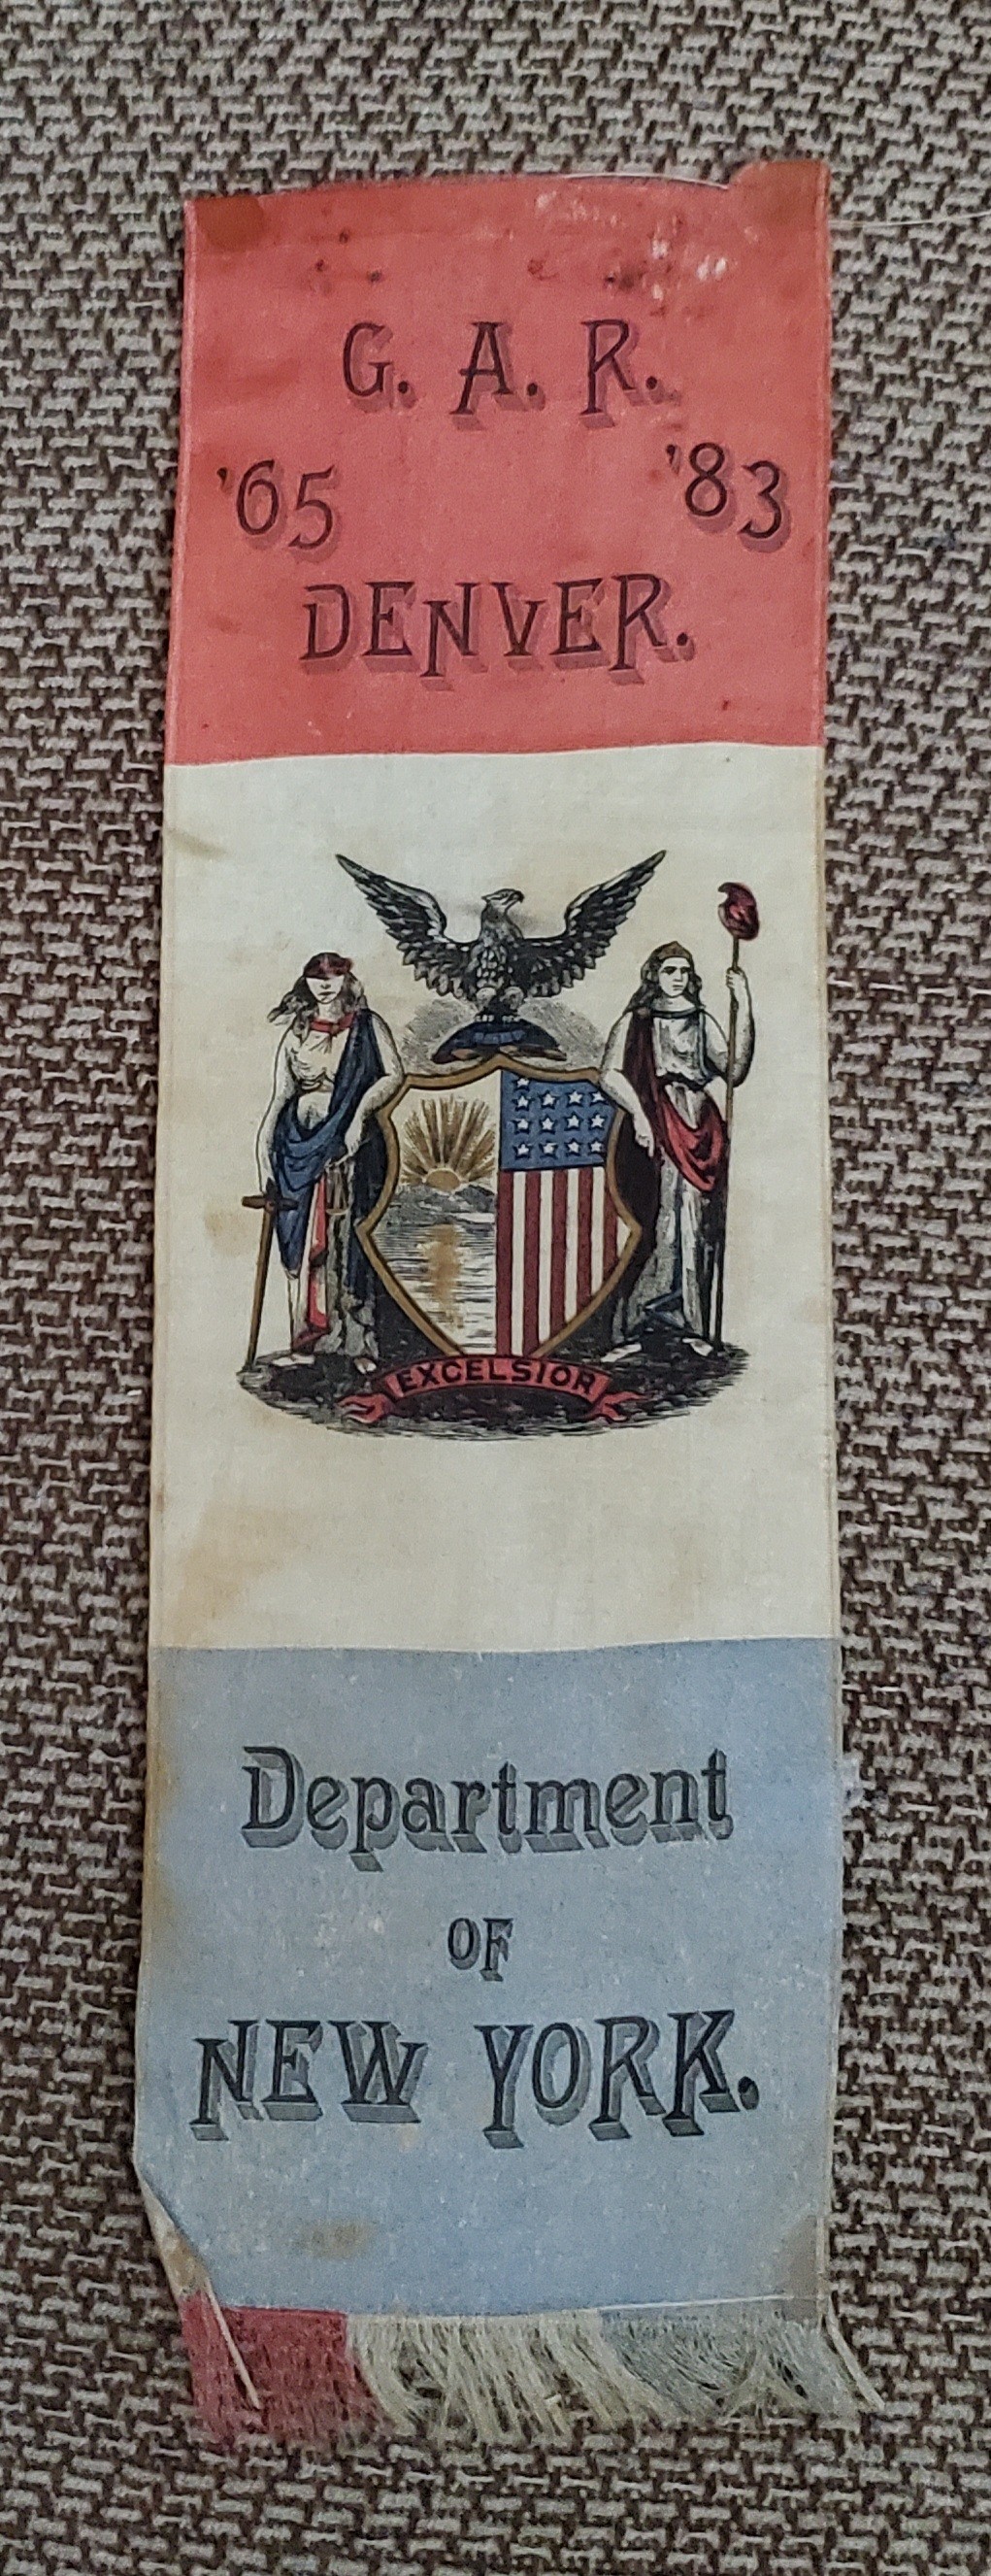 G. A. R.
'65 '83
DENVER.
EXCELSIOR
Department
OF
NEW YORK.